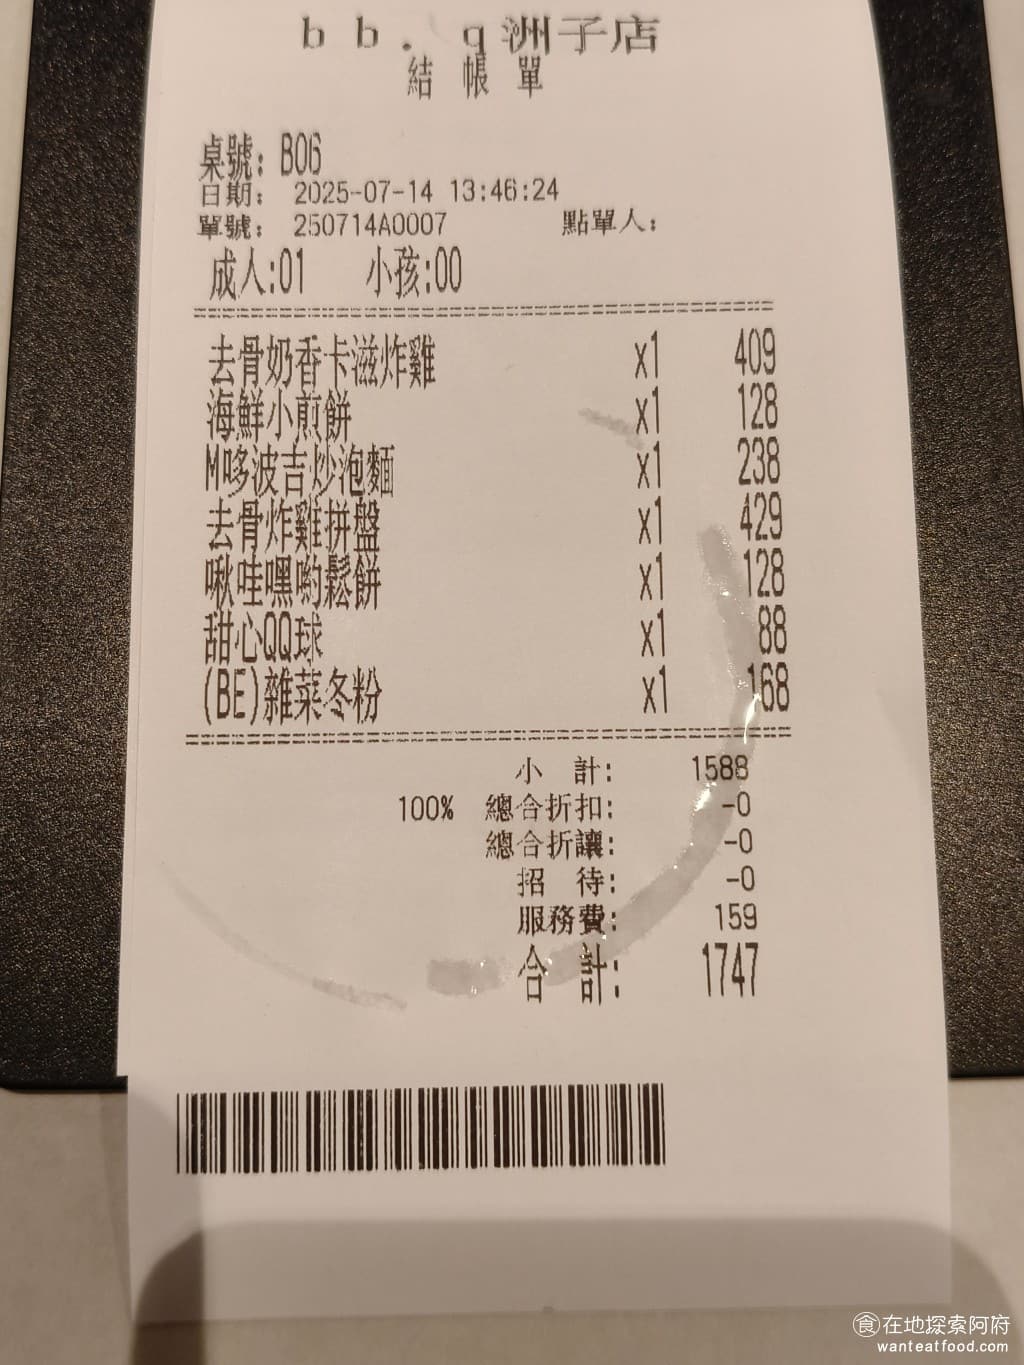 bb.q洲子店
結帳單
桌號: B06
日期: 2025-07-14 13:46:24
單號: 250714A0007 點單人:
成人:01 小孩:00
去骨奶香卡滋炸雞 x1 409
海鮮小煎餅 x1 128
M哆波吉炒泡麵 x1 238
去骨炸雞拼盤 x1 429
啾哇嘿喲鬆餅 x1 128
甜心QQ球 x1 88
(BE)雜菜冬粉 x1 168
小 計: 1588
100% 總合折扣: -0
總合折讓: -0
招 待: -0
服務費: 159
合 計: 1747
食在地探索阿府
wanteatfood.com